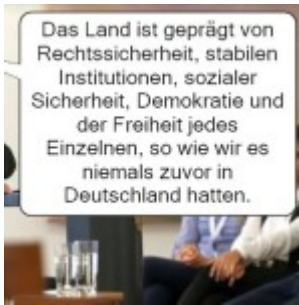 Das Land ist geprägt von
Rechtssicherheit, stabilen
Institutionen, sozialer
Sicherheit, Demokratie und
der Freiheit jedes
Einzelnen, so wie wir es
niemals zuvor in
Deutschland hatten.